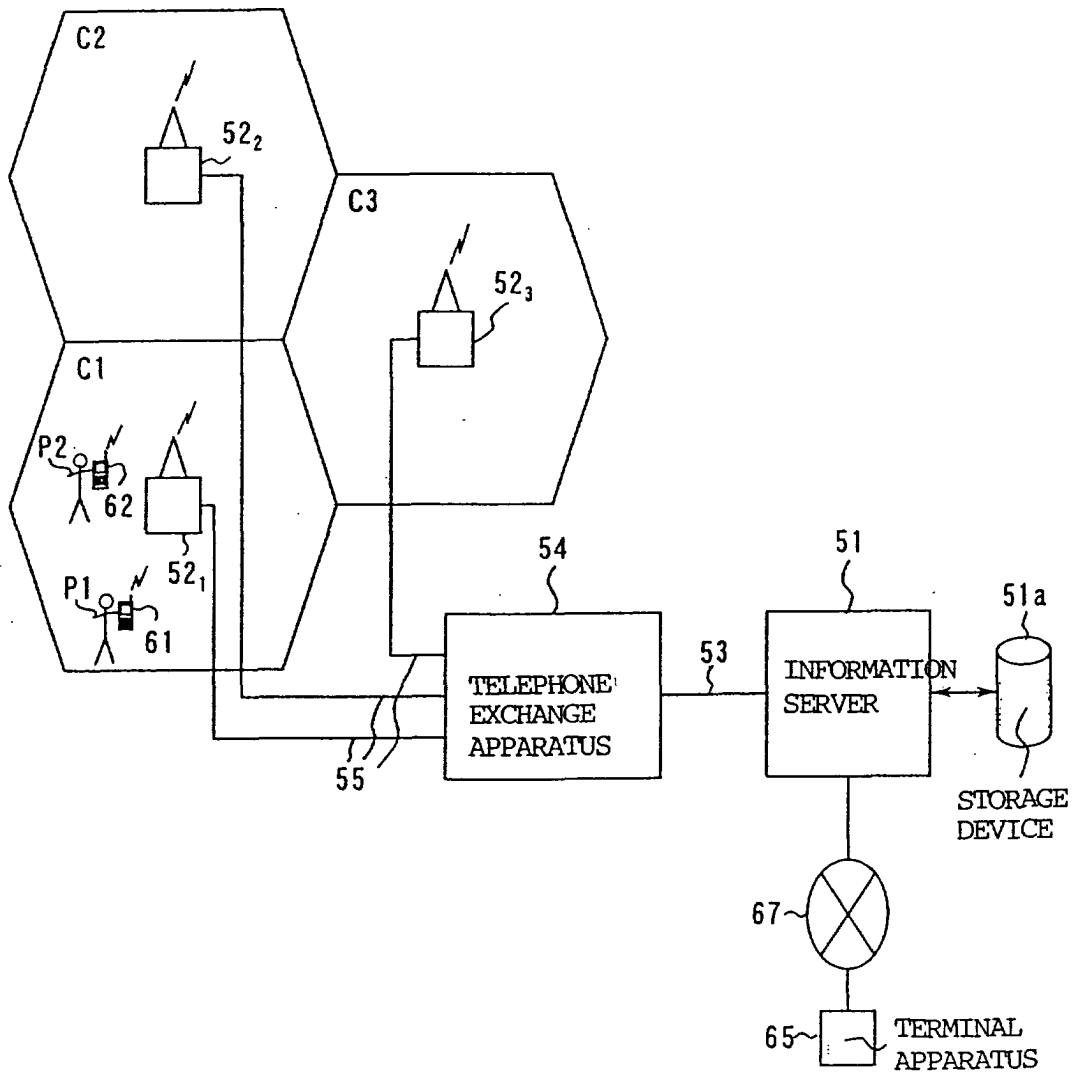 C2
52₂
C3
52₃
C1
P2
62
52₁
P1
61
54
51
51a
53
TELEPHONE
EXCHANGE
APPARATUS
INFORMATION
SERVER
55
STORAGE
DEVICE
67
65
TERMINAL
APPARATUS